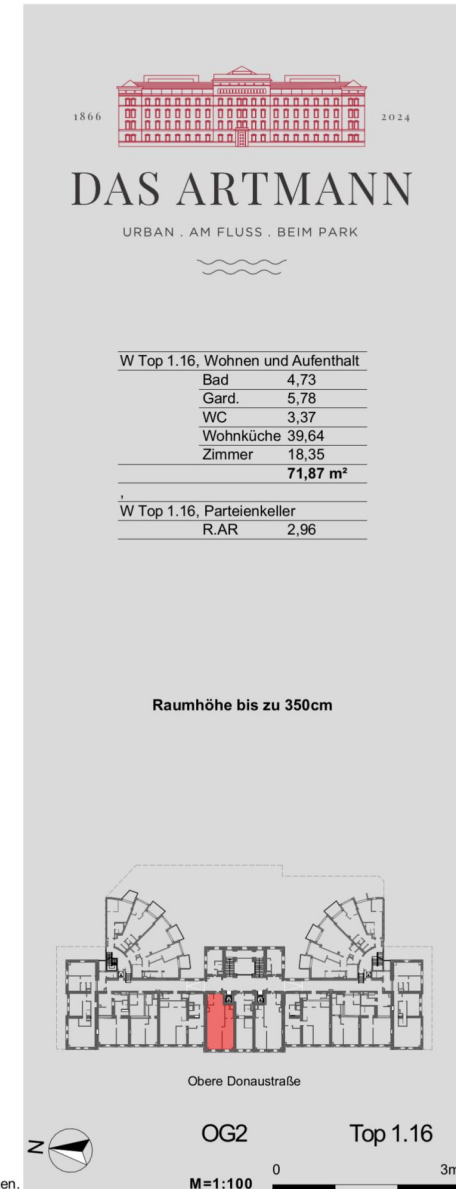 1866
2024
DAS ARTMANN
URBAN . AM FLUSS . BEIM PARK
W Top 1.16, Wohnen und Aufenthalt
Bad 4,73
Gard. 5,78
WC 3,37
Wohnküche 39,64
Zimmer 18,35
71,87 m²
,
W Top 1.16, Parteienkeller
R.AR 2,96
Raumhöhe bis zu 350cm
Obere Donaustraße
OG2 Top 1.16
N
0 3m
en. M=1:100